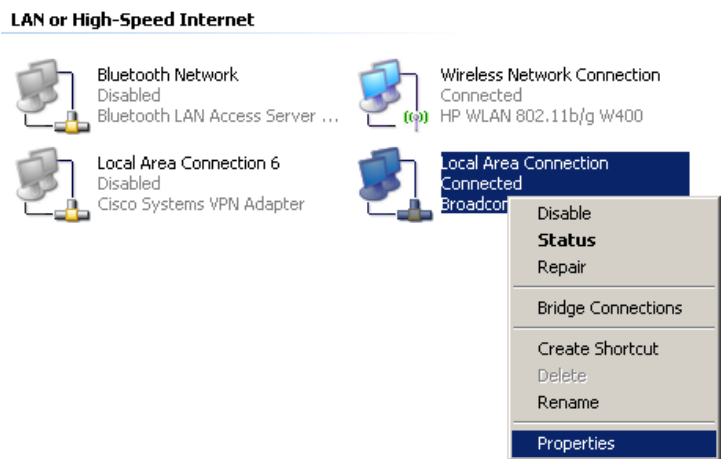 LAN or High-Speed Internet
Bluetooth Network
Disabled
Bluetooth LAN Access Server ...
Wireless Network Connection
Connected
HP WLAN 802.11b/g W400
Local Area Connection 6
Disabled
Cisco Systems VPN Adapter
Local Area Connection
Connected
Broadcor
Disable
Status
Repair
Bridge Connections
Create Shortcut
Delete
Rename
Properties